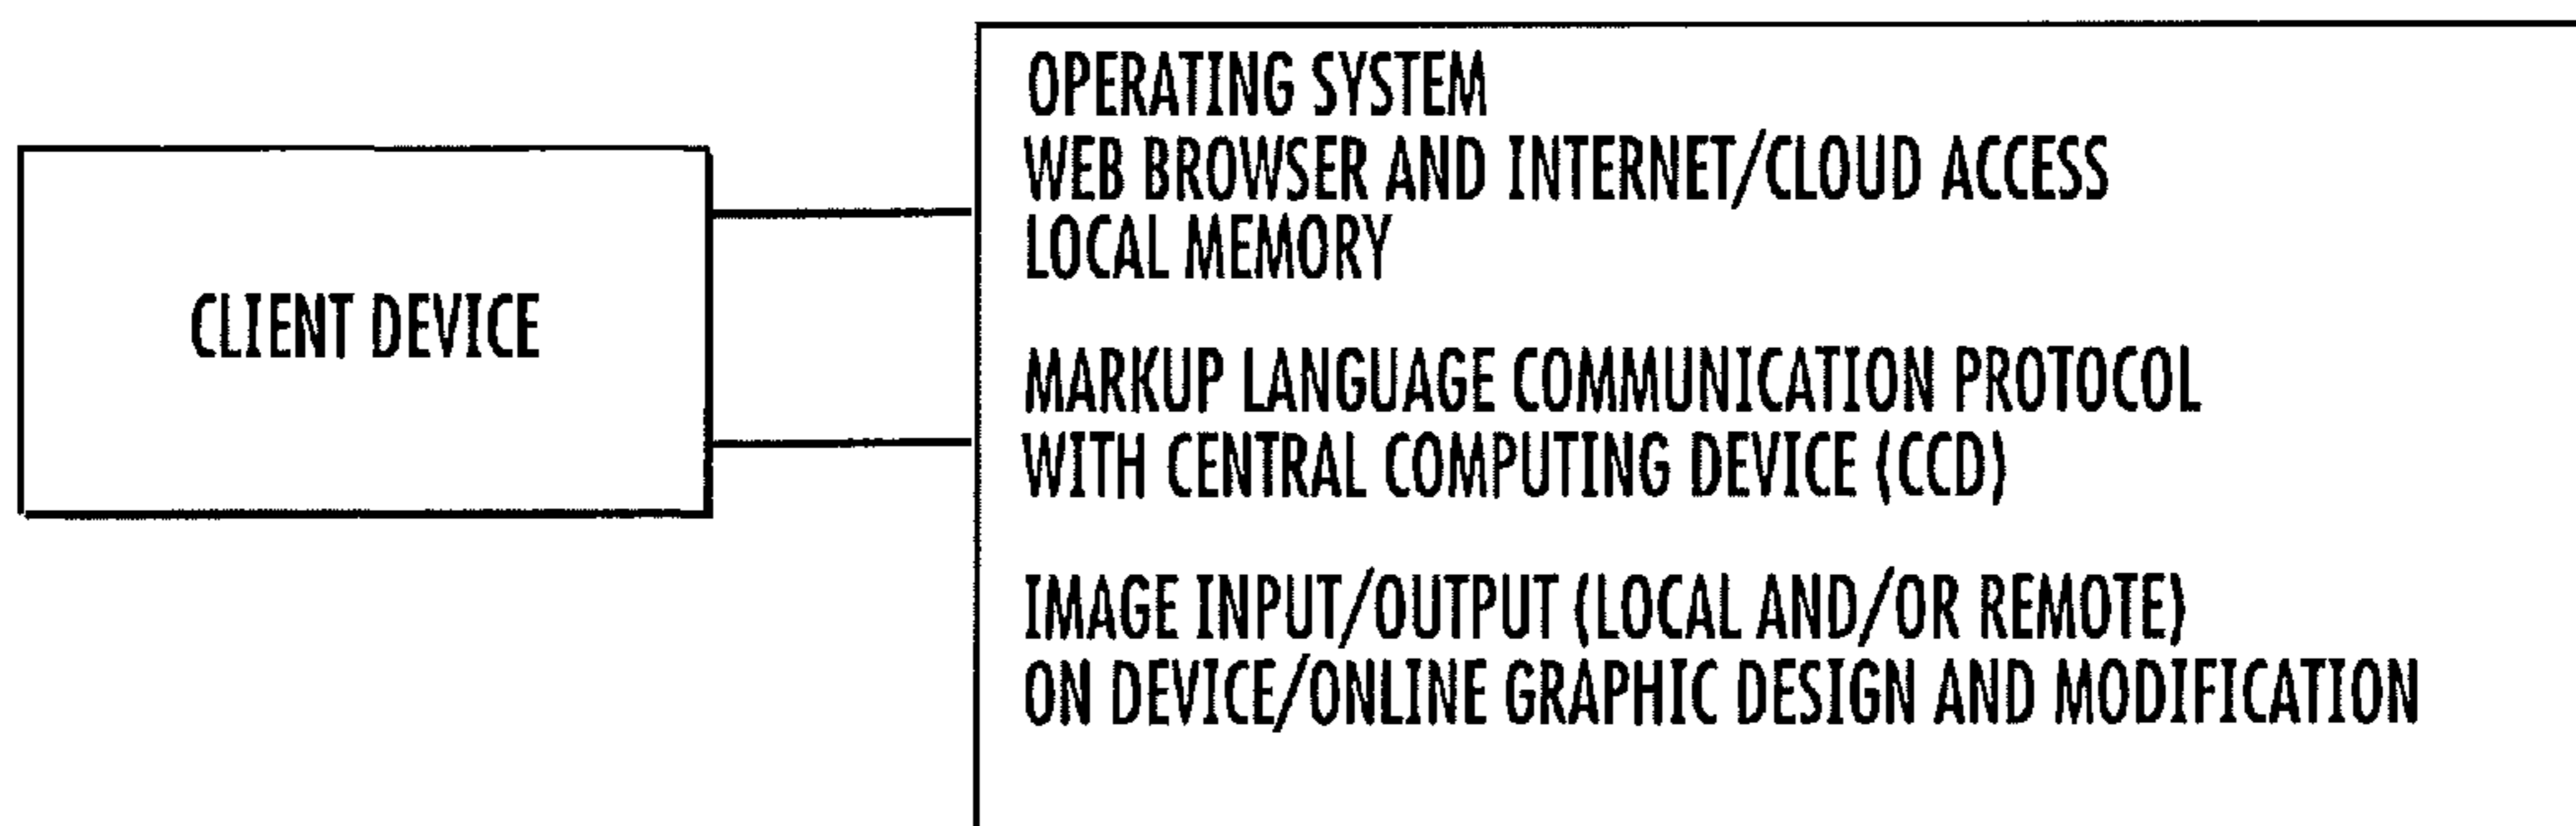 CLIENT DEVICE
OPERATING SYSTEM
WEB BROWSER AND INTERNET/CLOUD ACCESS
LOCAL MEMORY
MARKUP LANGUAGE COMMUNICATION PROTOCOL
WITH CENTRAL COMPUTING DEVICE (CCD)
IMAGE INPUT/OUTPUT (LOCAL AND/OR REMOTE)
ON DEVICE/ONLINE GRAPHIC DESIGN AND MODIFICATION